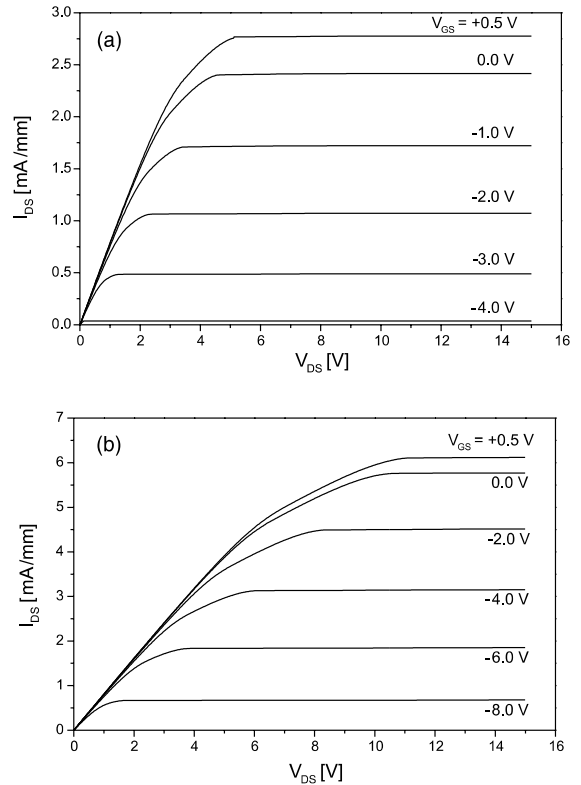 (a)
V_GS = +0.5 V
0.0 V
-1.0 V
-2.0 V
-3.0 V
-4.0 V
3.0
2.5
2.0
1.5
1.0
0.5
0.0
I_DS [mA/mm]
0 2 4 6 8 10 12 14 16
V_DS [V]
(b)
V_GS = +0.5 V
0.0 V
-2.0 V
-4.0 V
-6.0 V
-8.0 V
7
6
5
4
3
2
1
0
I_DS [mA/mm]
0 2 4 6 8 10 12 14 16
V_DS [V]